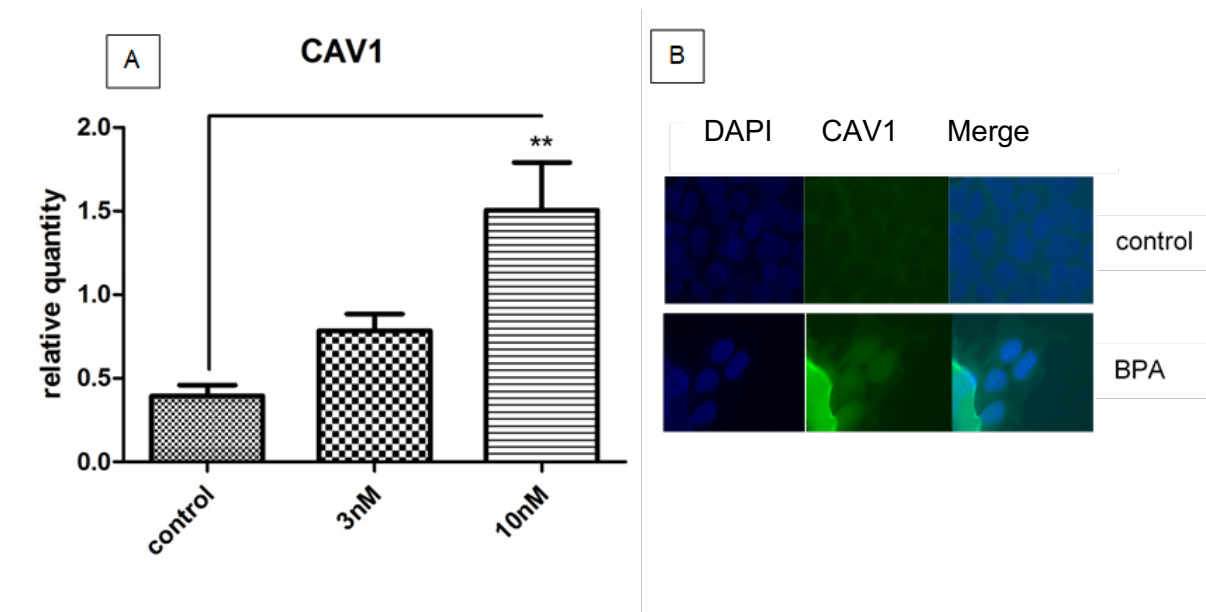 A
CAV1
relative quantity
2.0
**
1.5
1.0
0.5
0.0
control
3nM
10nM
B
DAPI CAV1 Merge
control
BPA